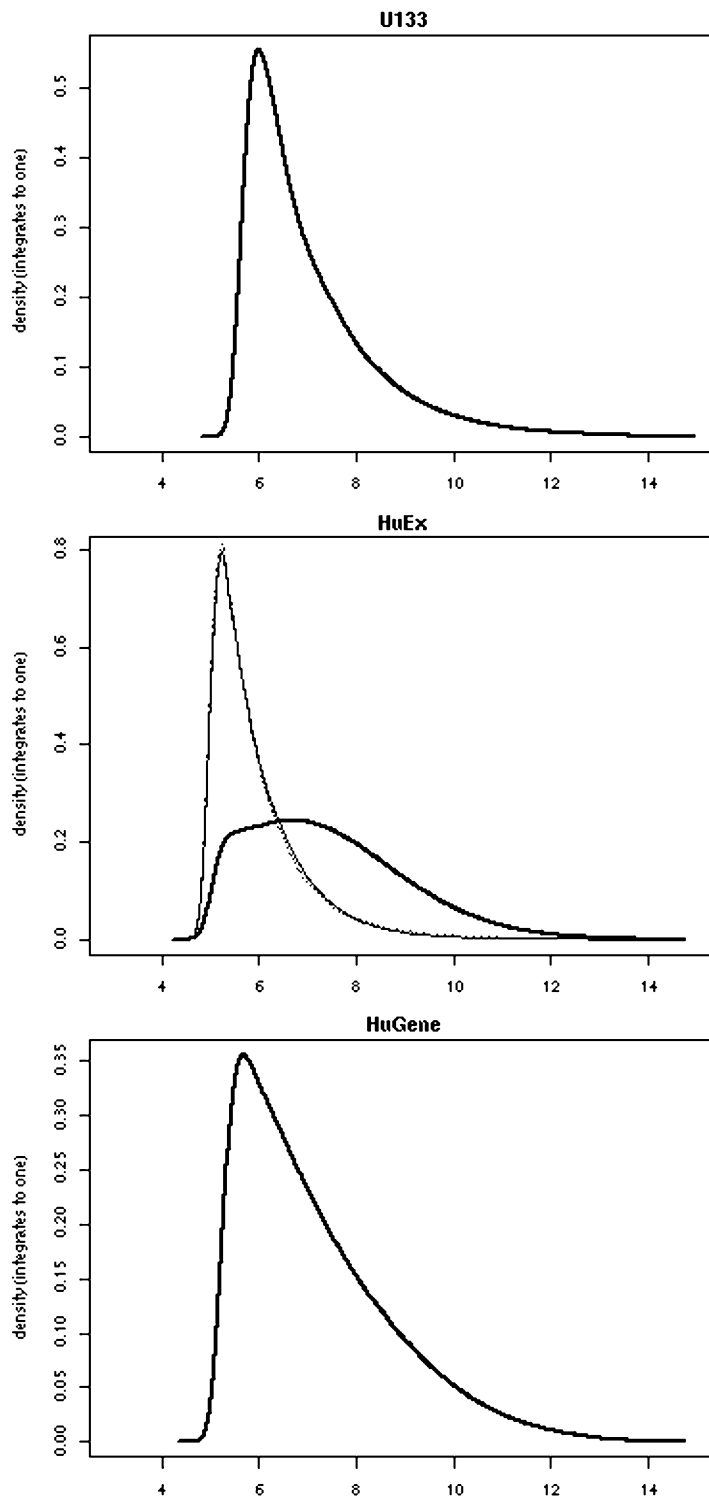 U133
density (integrates to one)
0.5
0.4
0.3
0.2
0.1
0.0
4 6 8 10 12 14
HuEx
density (integrates to one)
0.8
0.6
0.4
0.2
0.0
4 6 8 10 12 14
HuGene
density (integrates to one)
0.35
0.30
0.25
0.20
0.15
0.10
0.05
0.00
4 6 8 10 12 14